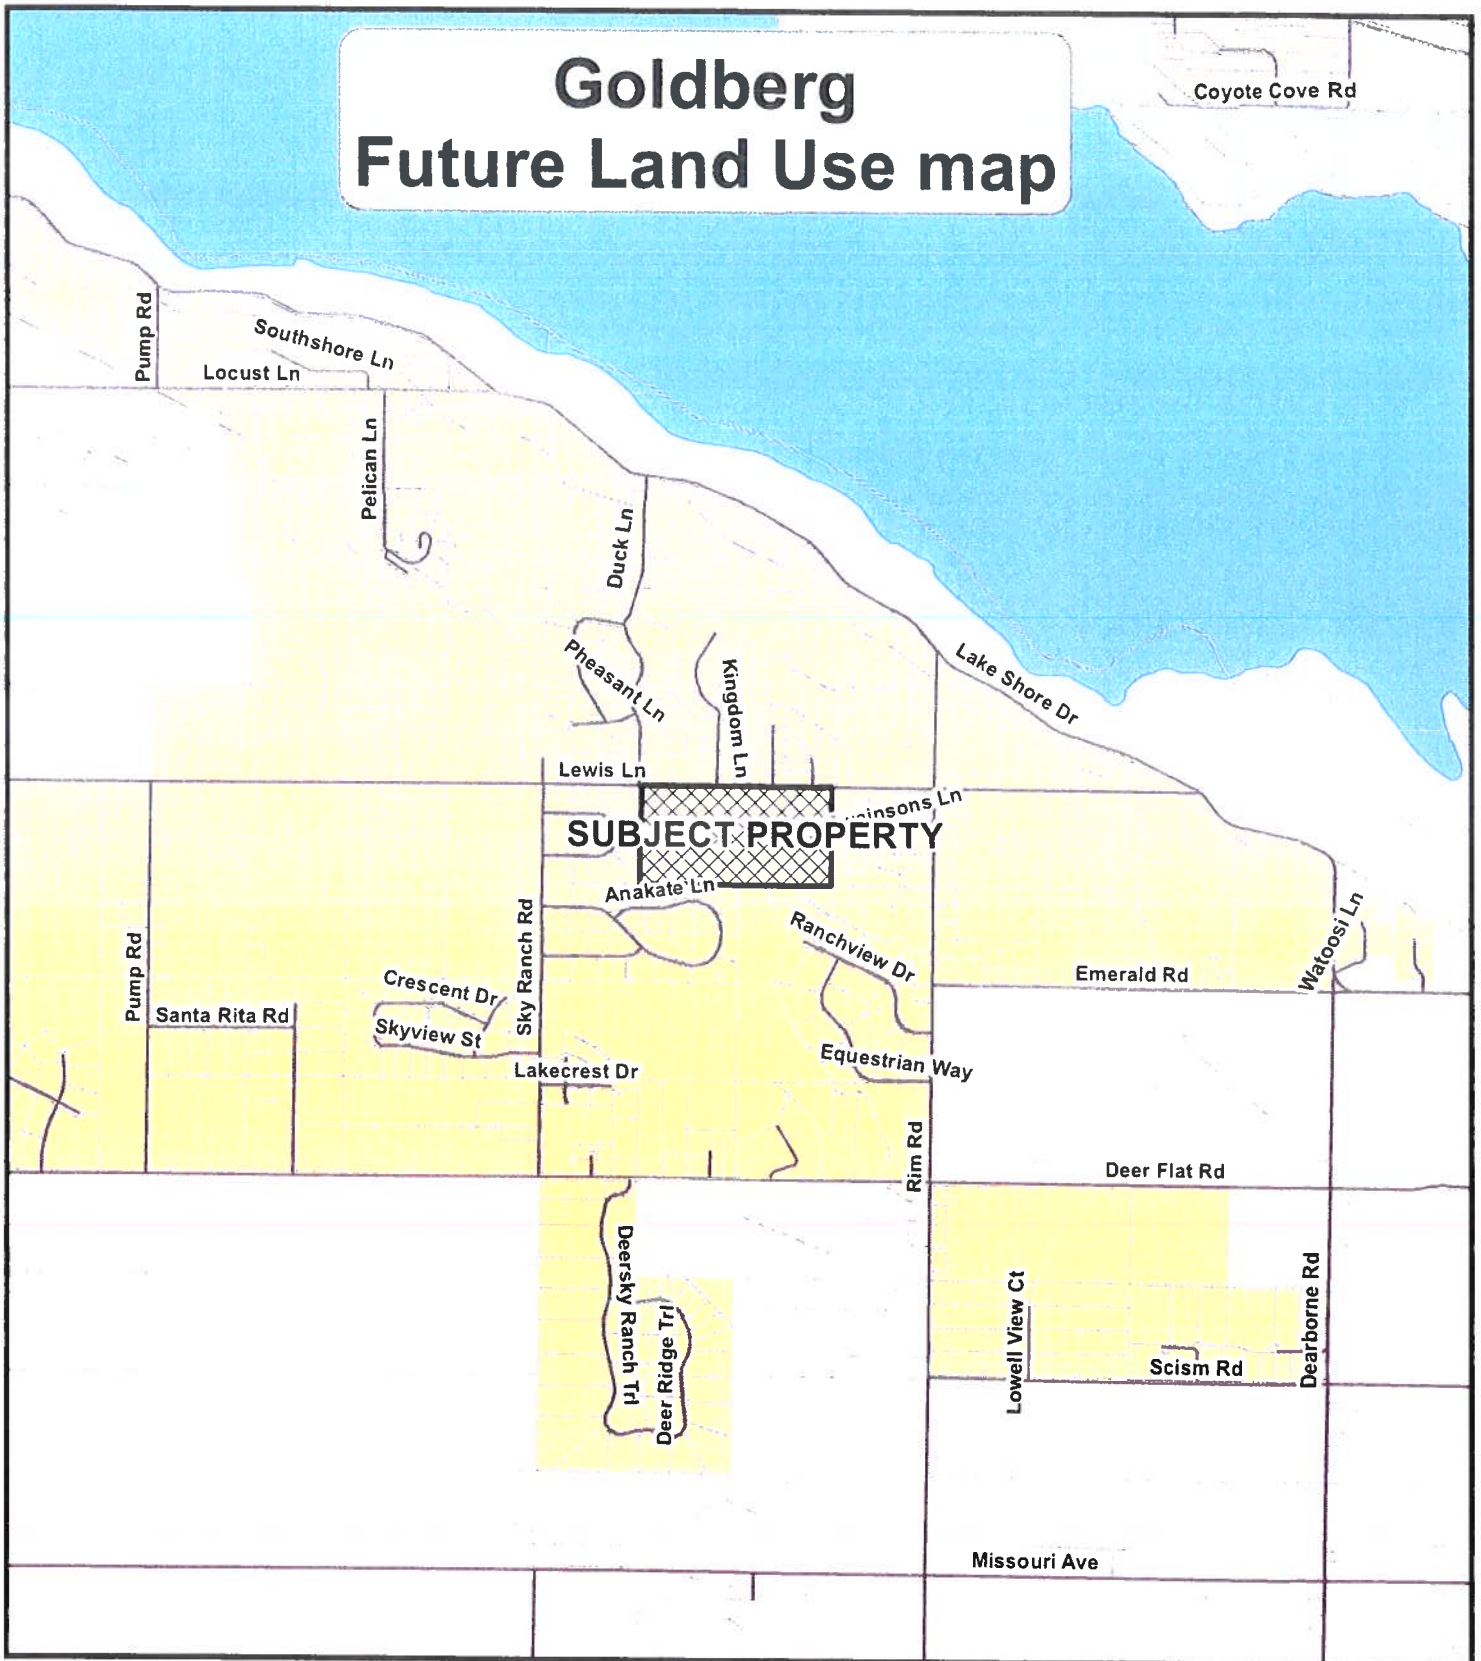 Goldberg
Future Land Use map
Coyote Cove Rd
Pump Rd
Southshore Ln
Locust Ln
Pelican Ln
Duck Ln
Pheasant Ln
Kingdom Ln
Lake Shore Dr
Lewis Ln
Ln
SUBJECT PROPERTY
Anakate Ln
Watoosi Ln
Ranchview Dr
Sky Ranch Rd
Pump Rd
Crescent Dr
Emerald Rd
Santa Rita Rd
Skyview St
Equestrian Way
Lakecrest Dr
Rim Rd
Deer Flat Rd
Deersky Ranch Trl
Deer Ridge Trl
Lowell View Ct
Dearborne Rd
Scism Rd
Missouri Ave